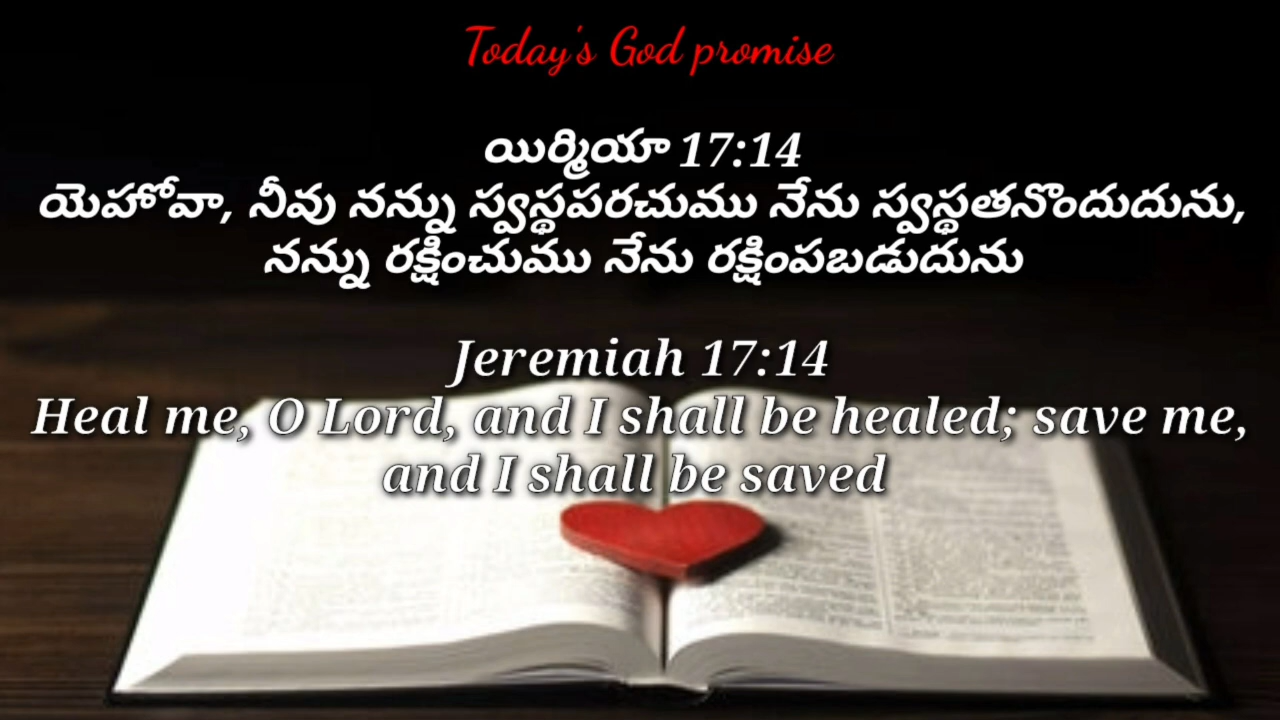 Today's God promise
యిర్మియా 17:14
యెహోవా, నీవు నన్ను స్వస్థపరచుము నేను స్వస్థతనొందుదును,
నన్ను రక్షించుము నేను రక్షింపబడుదును
Jeremiah 17:14
Heal me, O Lord, and I shall be healed; save me,
and I shall be saved